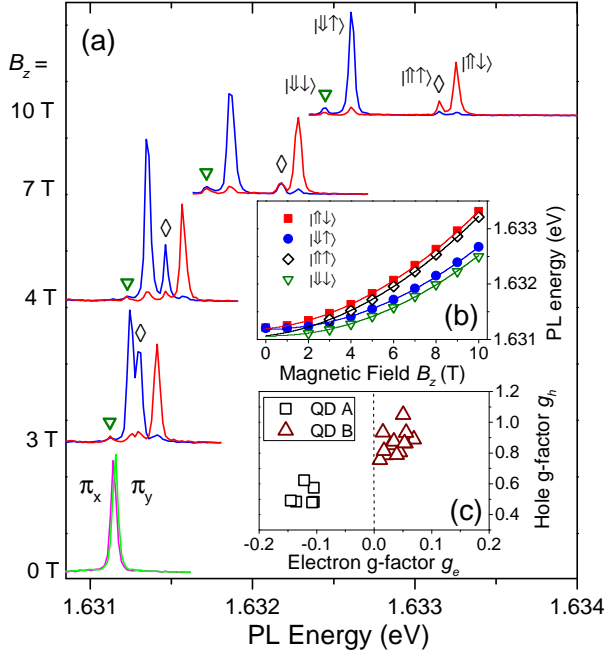 (a)
B_z =
10 T
7 T
4 T
3 T
0 T
|⇓↓⟩
|⇓↑⟩
|⇑↑⟩
|⇑↓⟩
π_x
π_y
|⇑↓⟩
|⇓↑⟩
|⇑↑⟩
|⇓↓⟩
(b)
1.633
1.632
1.631
PL energy (eV)
0 2 4 6 8 10
Magnetic Field B_z (T)
QD A
QD B
(c)
1.2
1.0
0.8
0.6
0.4
Hole g-factor g_h
-0.2 -0.1 0.0 0.1 0.2
Electron g-factor g_e
1.631 1.632 1.633 1.634
PL Energy (eV)